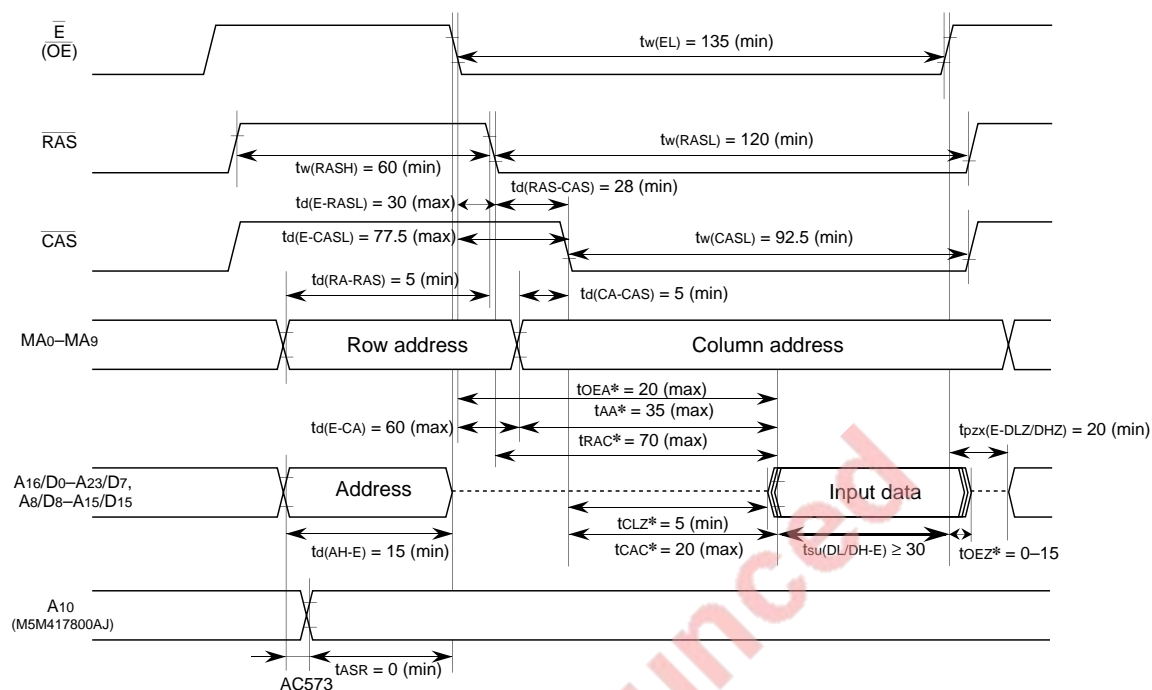 E
(OE)
tw(EL) = 135 (min)
RAS
tw(RASH) = 60 (min)
tw(RASL) = 120 (min)
td(E-RASL) = 30 (max)
td(RAS-CAS) = 28 (min)
CAS
td(E-CASL) = 77.5 (max)
tw(CASL) = 92.5 (min)
td(RA-RAS) = 5 (min)
td(CA-CAS) = 5 (min)
MA0–MA9
Row address
Column address
tOEA* = 20 (max)
tAA* = 35 (max)
td(E-CA) = 60 (max)
tRAC* = 70 (max)
tpzx(E-DLZ/DHZ) = 20 (min)
A16/D0–A23/D7,
A8/D8–A15/D15
Address
Input data
tCLZ* = 5 (min)
td(AH-E) = 15 (min)
tCAC* = 20 (max)
tsu(DL/DH-E) ≥ 30
tOEZ* = 0–15
A10
(M5M417800AJ)
tASR = 0 (min)
AC573
unced